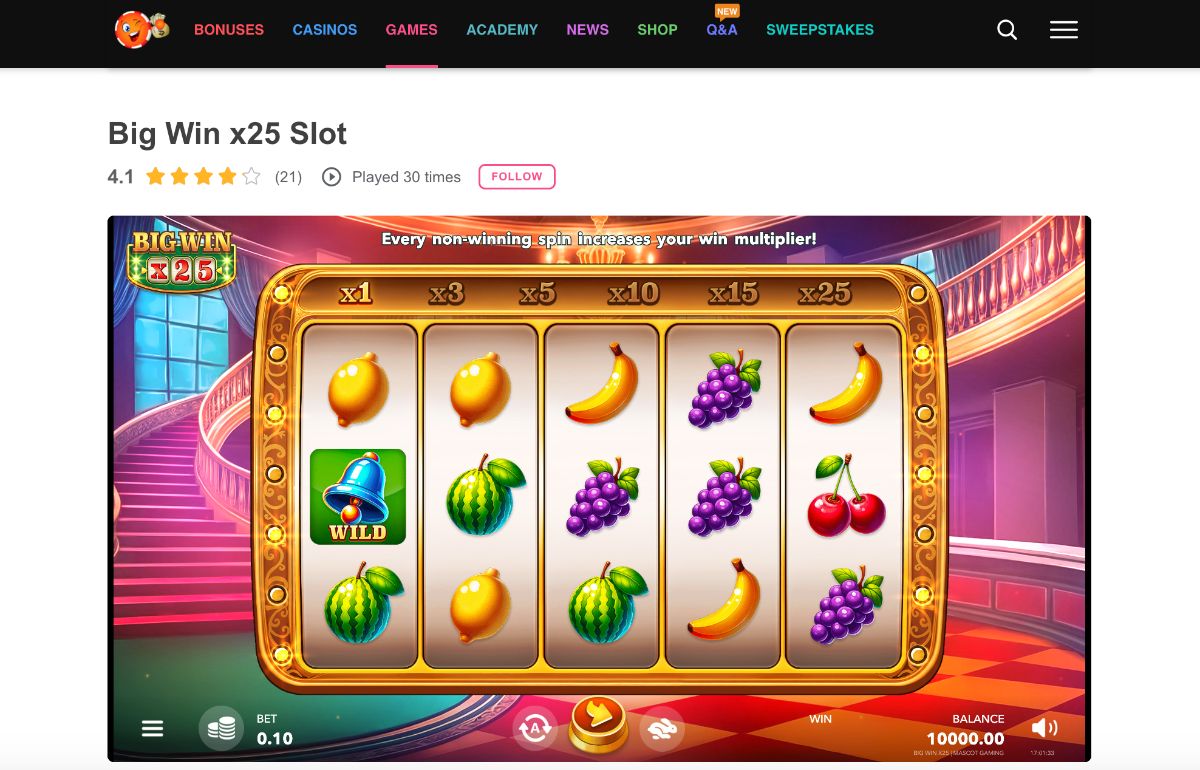 NEW
BONUSES CASINOS GAMES ACADEMY NEWS SHOP Q&A SWEEPSTAKES
Big Win x25 Slot
4.1 (21) Played 30 times FOLLOW
BIG WIN
x25
Every non-winning spin increases your win multiplier!
x1 x3 x5 x10 x15 x25
WILD
BET
0.10
A
WIN
BALANCE
10000.00
BIG WIN X25 | MASCOT GAMING
17:01:33